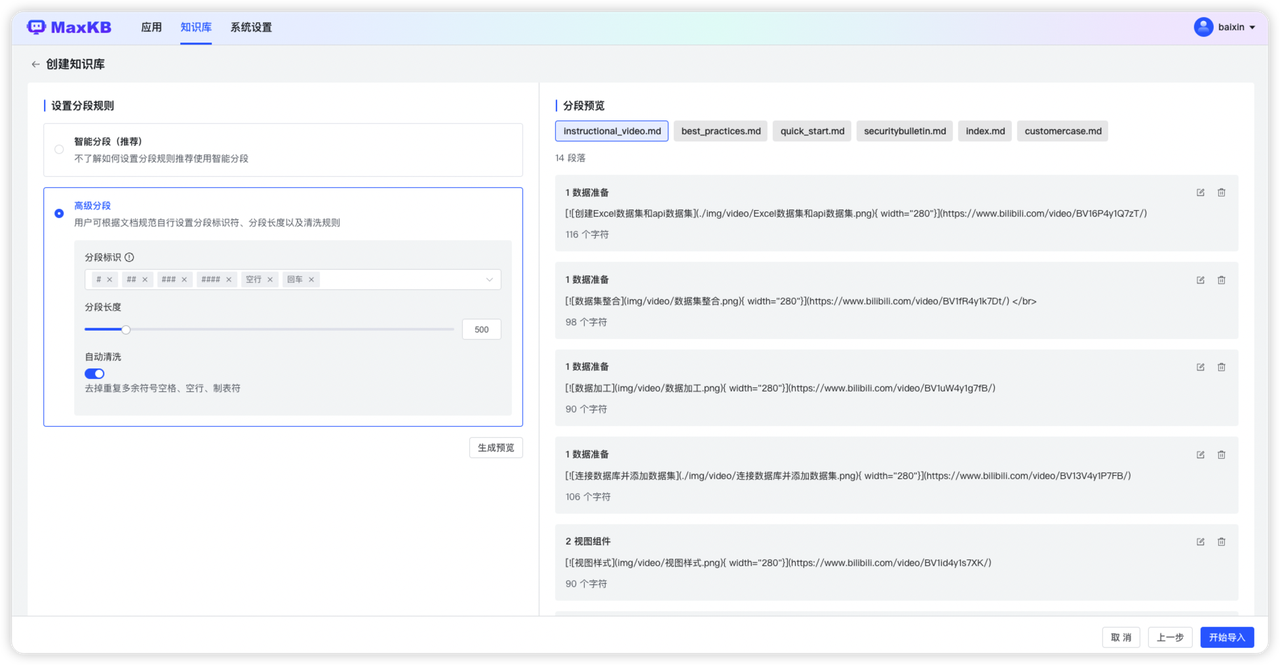 MaxKB
应用
知识库
系统设置
baixin
创建知识库
设置分段规则
智能分段（推荐）
不了解如何设置分段规则推荐使用智能分段
高级分段
用户可根据文档规范自行设置分段标识符、分段长度以及清洗规则
分段标识
# × ## × ### × #### × 空行 × 回车 ×
分段长度
500
自动清洗
去掉重复多余符号空格、空行、制表符
生成预览
分段预览
instructional_video.md
best_practices.md
quick_start.md
securitybulletin.md
index.md
customercase.md
14 段落
1 数据准备
[![创建Excel数据集和api数据集](./img/video/Excel数据集和api数据集.png){ width="280"}](https://www.bilibili.com/video/BV16P4y1Q7zT/)
116 个字符
1 数据准备
[![数据集整合](img/video/数据集整合.png){ width="280"}](https://www.bilibili.com/video/BV1fR4y1k7Dt/) </br>
98 个字符
1 数据准备
[![数据加工](img/video/数据加工.png){ width="280"}](https://www.bilibili.com/video/BV1uW4y1g7fB/)
90 个字符
1 数据准备
[![连接数据库并添加数据集](./img/video/连接数据库并添加数据集.png){ width="280"}](https://www.bilibili.com/video/BV13V4y1P7FB/)
106 个字符
2 视图组件
[![视图样式](img/video/视图样式.png){ width="280"}](https://www.bilibili.com/video/BV1id4y1s7XK/)
90 个字符
取 消
上一步
开始导入